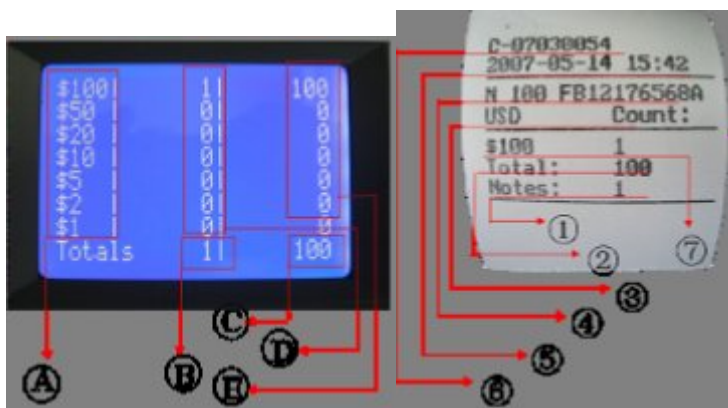 $100| 1| 100
$50 | 0| 0
$20 | 0| 0
$10 | 0| 0
$5 | 0| 0
$2 | 0| 0
$1 | 0| 0
Totals 1| 100
Ⓐ
Ⓑ
Ⓒ
Ⓓ
Ⓔ
C-07030054
2007-05-14 15:42
N 100 FB12176568A
USD Count:
$100 1
Total: 100
Notes: 1
①
②
⑦
③
④
⑤
⑥